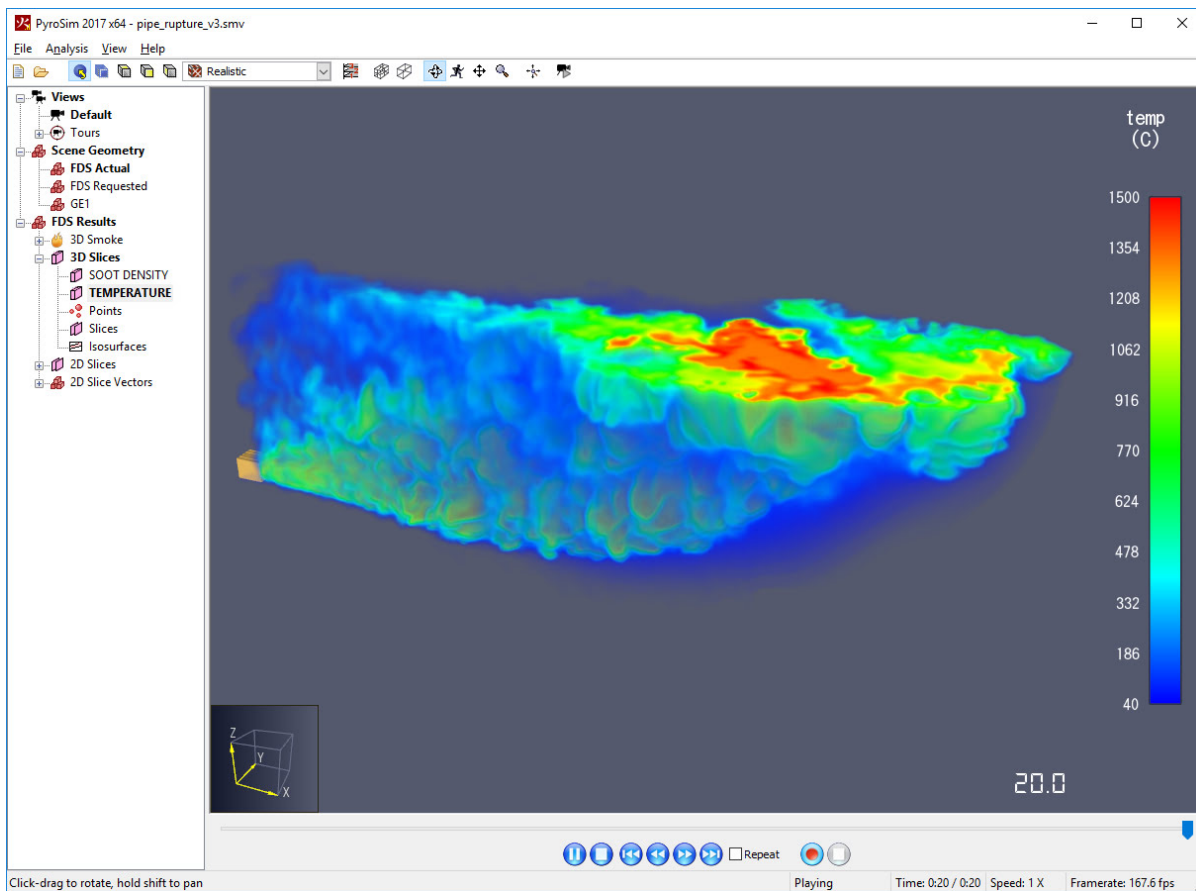 PyroSim 2017 x64 - pipe_rupture_v3.smv
File Analysis View Help
Realistic
Views
Default
Tours
Scene Geometry
FDS Actual
FDS Requested
GE1
FDS Results
3D Smoke
3D Slices
SOOT DENSITY
TEMPERATURE
Points
Slices
Isosurfaces
2D Slices
2D Slice Vectors
temp
(C)
1500
1354
1208
1062
916
770
624
478
332
186
40
Z
Y
X
20.0
Repeat
Click-drag to rotate, hold shift to pan Playing Time: 0:20 / 0:20 Speed: 1 X Framerate: 167.6 fps